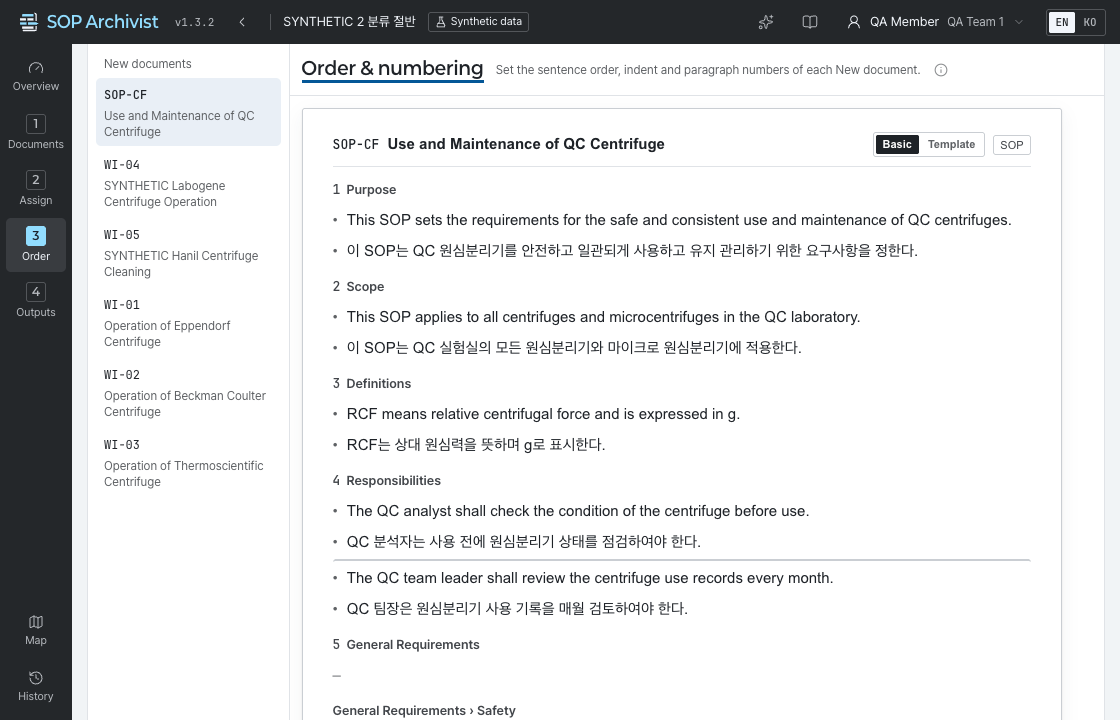 SOP Archivist v1.3.2
SYNTHETIC 2 분류 절반
Synthetic data
QA Member QA Team 1
EN KO
Overview
1
Documents
2
Assign
3
Order
4
Outputs
Map
History
New documents
SOP-CF
Use and Maintenance of QC
Centrifuge
WI-04
SYNTHETIC Labogene
Centrifuge Operation
WI-05
SYNTHETIC Hanil Centrifuge
Cleaning
WI-01
Operation of Eppendorf
Centrifuge
WI-02
Operation of Beckman Coulter
Centrifuge
WI-03
Operation of Thermoscientific
Centrifuge
Order & numbering
Set the sentence order, indent and paragraph numbers of each New document.
SOP-CF Use and Maintenance of QC Centrifuge
Basic Template
SOP
1 Purpose
• This SOP sets the requirements for the safe and consistent use and maintenance of QC centrifuges.
• 이 SOP는 QC 원심분리기를 안전하고 일관되게 사용하고 유지 관리하기 위한 요구사항을 정한다.
2 Scope
• This SOP applies to all centrifuges and microcentrifuges in the QC laboratory.
• 이 SOP는 QC 실험실의 모든 원심분리기와 마이크로 원심분리기에 적용한다.
3 Definitions
• RCF means relative centrifugal force and is expressed in g.
• RCF는 상대 원심력을 뜻하며 g로 표시한다.
4 Responsibilities
• The QC analyst shall check the condition of the centrifuge before use.
• QC 분석자는 사용 전에 원심분리기 상태를 점검하여야 한다.
• The QC team leader shall review the centrifuge use records every month.
• QC 팀장은 원심분리기 사용 기록을 매월 검토하여야 한다.
5 General Requirements
—
General Requirements › Safety